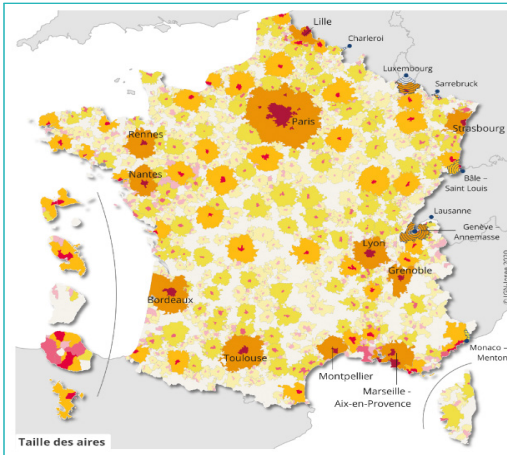 Lille
Charleroi
Luxembourg
Sarrebruck
Paris
Strasbourg
Rennes
Nantes
Bâle –
Saint Louis
Lausanne
Genève
Annemasse
Lyon
Grenoble
Bordeaux
Toulouse
Montpellier
Marseille -
Aix-en-Provence
Monaco –
Menton
Taille des aires